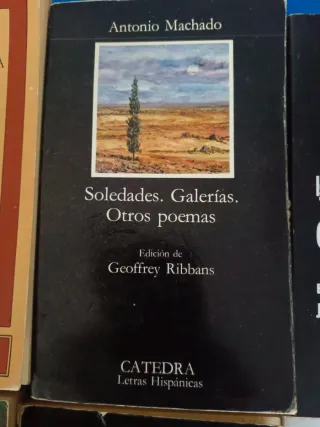 Antonio Machado
Soledades. Galerías.
Otros poemas
Edición de
Geoffrey Ribbans
CATEDRA
Letras Hispánicas